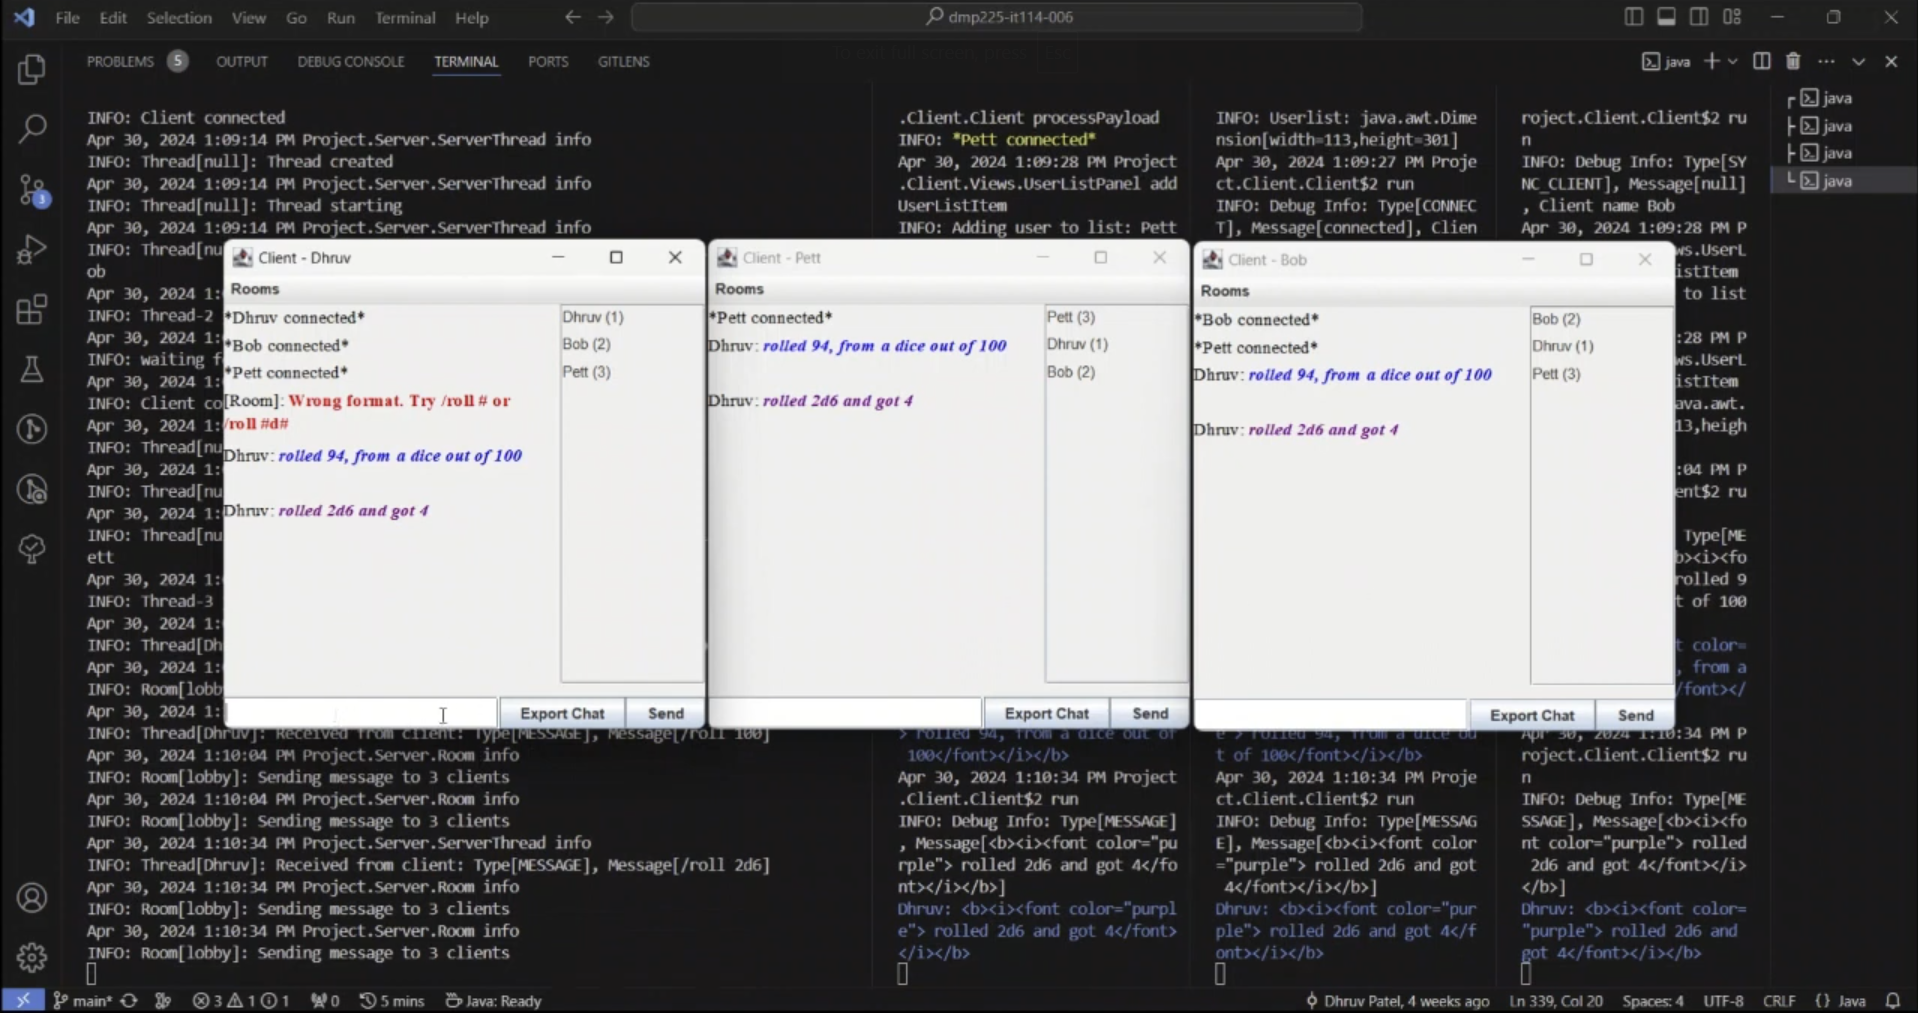 File Edit Selection View Go Run Terminal Help
dmp225-it114-006
PROBLEMS 5 OUTPUT DEBUG CONSOLE TERMINAL PORTS GITLENS
java
INFO: Client connected
Apr 30, 2024 1:09:14 PM Project.Server.ServerThread info
INFO: Thread[null]: Thread created
Apr 30, 2024 1:09:14 PM Project.Server.ServerThread info
INFO: Thread[null]: Thread starting
Apr 30, 2024 1:09:14 PM Project.Server.ServerThread info
INFO: Thread[nu
ob
Apr 30, 2024 1:
INFO: Thread-2
Apr 30, 2024 1:
INFO: waiting f
Apr 30, 2024 1:
INFO: Client co
Apr 30, 2024 1:
INFO: Thread[nu
Apr 30, 2024 1:
INFO: Thread[nu
Apr 30, 2024 1:
INFO: Thread[nu
ett
Apr 30, 2024 1:
INFO: Thread-3
Apr 30, 2024 1:
INFO: Thread[Dh
Apr 30, 2024 1:
INFO: Room[lobb
Apr 30, 2024 1:
INFO: Thread[Dhruv]: Received from client: Type[MESSAGE], Message[/roll 100]
Apr 30, 2024 1:10:04 PM Project.Server.Room info
INFO: Room[lobby]: Sending message to 3 clients
Apr 30, 2024 1:10:04 PM Project.Server.Room info
INFO: Room[lobby]: Sending message to 3 clients
Apr 30, 2024 1:10:34 PM Project.Server.ServerThread info
INFO: Thread[Dhruv]: Received from client: Type[MESSAGE], Message[/roll 2d6]
Apr 30, 2024 1:10:34 PM Project.Server.Room info
INFO: Room[lobby]: Sending message to 3 clients
Apr 30, 2024 1:10:34 PM Project.Server.Room info
INFO: Room[lobby]: Sending message to 3 clients
.Client.Client processPayload
INFO: *Pett connected*
Apr 30, 2024 1:09:28 PM Project
.Client.Views.UserListPanel add
UserListItem
INFO: Adding user to list: Pett
> rolled 94, from a dice out of
100</font></i></b>
Apr 30, 2024 1:10:34 PM Project
.Client.Client$2 run
INFO: Debug Info: Type[MESSAGE]
, Message[<b><i><font color="pu
rple"> rolled 2d6 and got 4</fo
nt></i></b>]
Dhruv: <b><i><font color="purpl
e"> rolled 2d6 and got 4</font>
</i></b>
INFO: Userlist: java.awt.Dime
nsion[width=113,height=301]
Apr 30, 2024 1:09:27 PM Proje
ct.Client.Client$2 run
INFO: Debug Info: Type[CONNEC
T], Message[connected], Clien
e"> rolled 94, from a dice ou
t of 100</font></i></b>
Apr 30, 2024 1:10:34 PM Proje
ct.Client.Client$2 run
INFO: Debug Info: Type[MESSAG
E], Message[<b><i><font color
="purple"> rolled 2d6 and got
4</font></i></b>]
Dhruv: <b><i><font color="pur
ple"> rolled 2d6 and got 4</f
ont></i></b>
roject.Client.Client$2 ru
n
INFO: Debug Info: Type[SY
NC_CLIENT], Message[null]
, Client name Bob
Apr 30, 2024 1:09:28 PM P
ws.UserL
istItem
to list
:28 PM P
ws.UserL
istItem
ava.awt.
13,heigh
:04 PM P
ent$2 ru
Type[ME
b><i><fo
rolled 9
t of 100
t color=
, from a
/font></
Apr 30, 2024 1:10:34 PM P
roject.Client.Client$2 ru
n
INFO: Debug Info: Type[ME
SSAGE], Message[<b><i><fo
nt color="purple"> rolled
2d6 and got 4</font></i>
</b>]
Dhruv: <b><i><font color=
"purple"> rolled 2d6 and
got 4</font></i></b>
java
java
java
java
Client - Dhruv
Rooms
*Dhruv connected*
*Bob connected*
*Pett connected*
[Room]: Wrong format. Try /roll # or
/roll #d#
Dhruv: rolled 94, from a dice out of 100
Dhruv: rolled 2d6 and got 4
Dhruv (1)
Bob (2)
Pett (3)
Export Chat Send
Client - Pett
Rooms
*Pett connected*
Dhruv: rolled 94, from a dice out of 100
Dhruv: rolled 2d6 and got 4
Pett (3)
Dhruv (1)
Bob (2)
Export Chat Send
Client - Bob
Rooms
*Bob connected*
*Pett connected*
Dhruv: rolled 94, from a dice out of 100
Dhruv: rolled 2d6 and got 4
Bob (2)
Dhruv (1)
Pett (3)
Export Chat Send
3
main* 3 1 1 0 5 mins Java: Ready Dhruv Patel, 4 weeks ago Ln 339, Col 20 Spaces: 4 UTF-8 CRLF {} Java